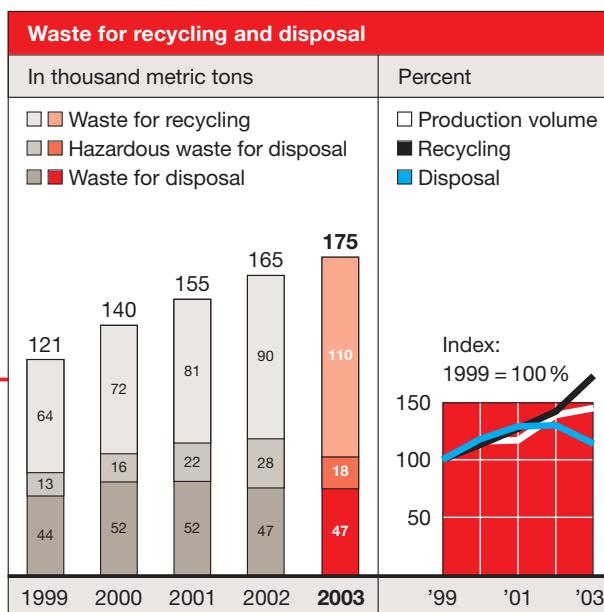 Waste for recycling and disposal
In thousand metric tons
Waste for recycling
Hazardous waste for disposal
Waste for disposal
121 140 155 165 175
64 72 81 90 110
13 16 22 28 18
44 52 52 47 47
1999 2000 2001 2002 2003
Percent
Production volume
Recycling
Disposal
Index:
1999 = 100 %
150
100
50
’99 ’01 ’03